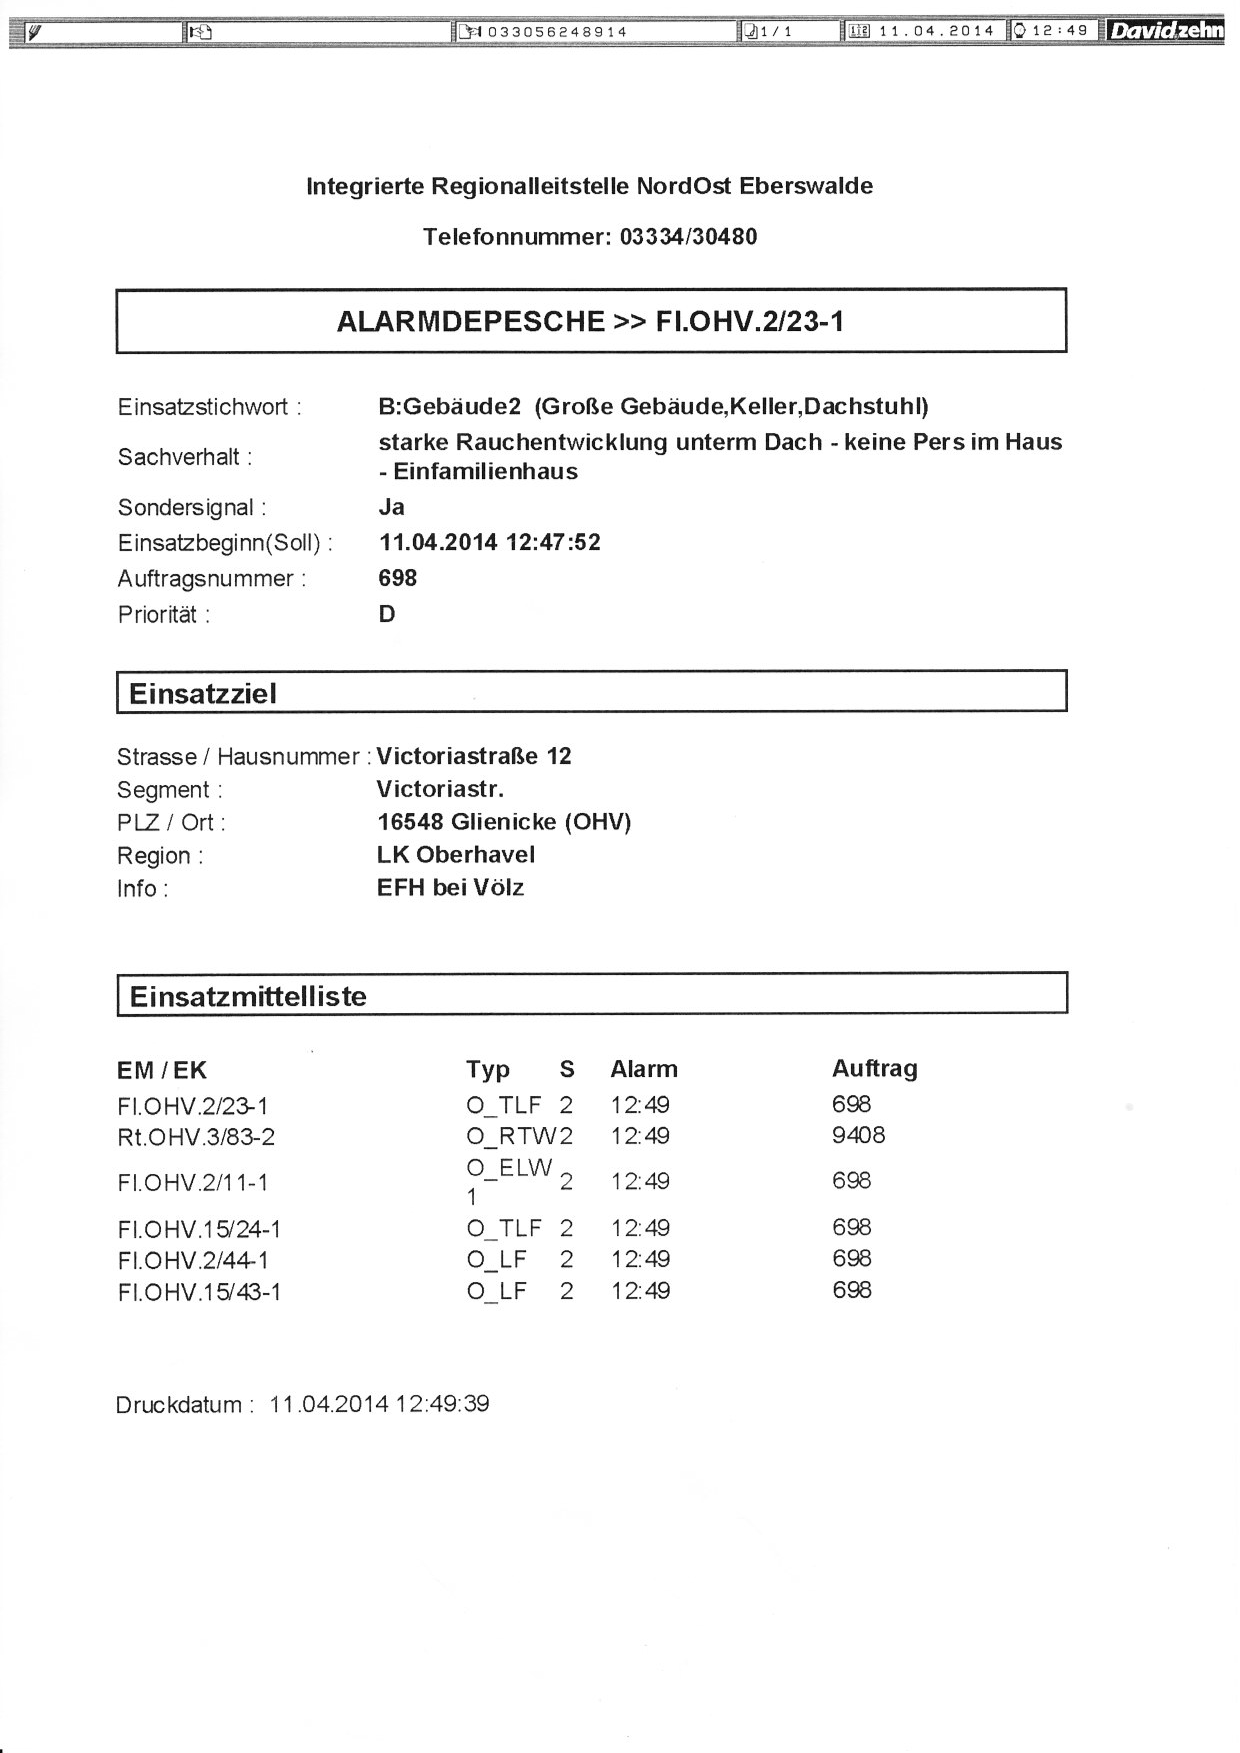 033056248914 1/1 11.04.2014 12:49 Davidzehn
Integrierte Regionalleitstelle NordOst Eberswalde
Telefonnummer: 03334/30480
ALARMDEPESCHE >> Fl.OHV.2/23-1
Einsatzstichwort : B:Gebäude2 (Große Gebäude,Keller,Dachstuhl)
Sachverhalt : starke Rauchentwicklung unterm Dach - keine Pers im Haus
- Einfamilienhaus
Sondersignal : Ja
Einsatzbeginn(Soll) : 11.04.2014 12:47:52
Auftragsnummer : 698
Priorität : D
Einsatzziel
Strasse / Hausnummer : Victoriastraße 12
Segment : Victoriastr.
PLZ / Ort : 16548 Glienicke (OHV)
Region : LK Oberhavel
Info : EFH bei Völz
Einsatzmittelliste
EM / EK Typ S Alarm Auftrag
Fl.OHV.2/23-1 O_TLF 2 12:49 698
Rt.OHV.3/83-2 O_RTW 2 12:49 9408
Fl.OHV.2/11-1 O_ELW 2 12:49 698
1
Fl.OHV.15/24-1 O_TLF 2 12:49 698
Fl.OHV.2/44-1 O_LF 2 12:49 698
Fl.OHV.15/43-1 O_LF 2 12:49 698
Druckdatum : 11.04.2014 12:49:39